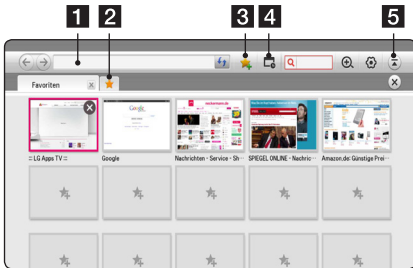 1 2 3 4 5
Favoriten
:: LG Apps TV ::
Google
Nachrichten - Service - Sh···
SPIEGEL ONLINE - Nachric···
Amazon.de: Günstige Prei···